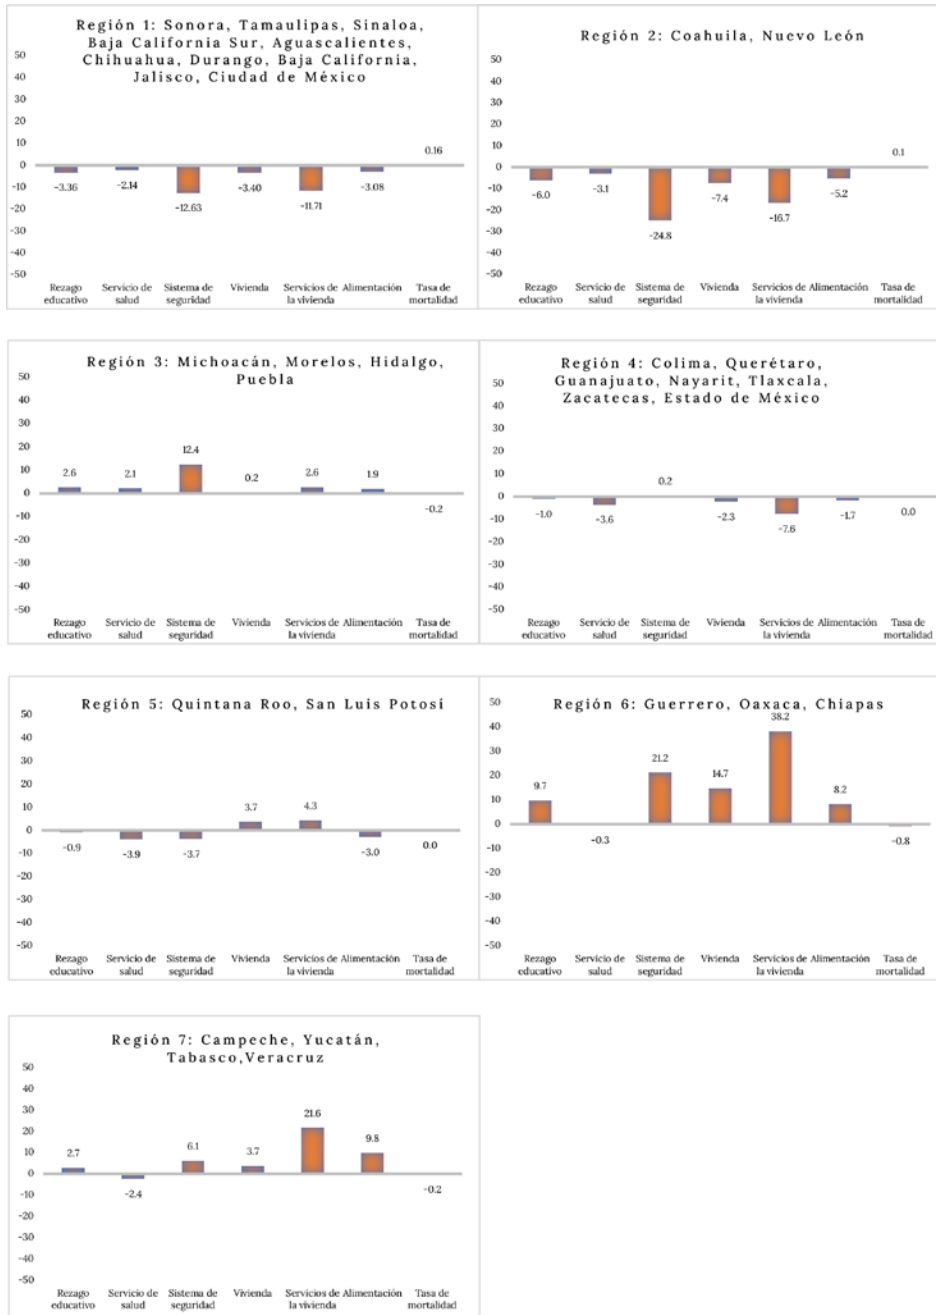 Región 1: Sonora, Tamaulipas, Sinaloa,
Baja California Sur, Aguascalientes,
Chihuahua, Durango, Baja California,
Jalisco, Ciudad de México
50
40
30
20
10
0
-10
-20
-30
-40
-50
-3.36
-2.14
-12.63
-3.40
-11.71
-3.08
0.16
Rezago educativo
Servicio de salud
Sistema de seguridad
Vivienda
Servicios de la vivienda
Alimentación
Tasa de mortalidad
Región 2: Coahuila, Nuevo León
50
40
30
20
10
0
-10
-20
-30
-40
-50
-6.0
-3.1
-24.8
-7.4
-16.7
-5.2
0.1
Rezago educativo
Servicio de salud
Sistema de seguridad
Vivienda
Servicios de la vivienda
Alimentación
Tasa de mortalidad
Región 3: Michoacán, Morelos, Hidalgo,
Puebla
50
40
30
20
10
0
-10
-20
-30
-40
-50
2.6
2.1
12.4
0.2
2.6
1.9
-0.2
Rezago educativo
Servicio de salud
Sistema de seguridad
Vivienda
Servicios de la vivienda
Alimentación
Tasa de mortalidad
Región 4: Colima, Querétaro,
Guanajuato, Nayarit, Tlaxcala,
Zacatecas, Estado de México
50
40
30
20
10
0
-10
-20
-30
-40
-50
-1.0
-3.6
0.2
-2.3
-7.6
-1.7
0.0
Rezago educativo
Servicio de salud
Sistema de seguridad
Vivienda
Servicios de la vivienda
Alimentación
Tasa de mortalidad
Región 5: Quintana Roo, San Luis Potosí
50
40
30
20
10
0
-10
-20
-30
-40
-50
-0.9
-3.9
-3.7
3.7
4.3
-3.0
0.0
Rezago educativo
Servicio de salud
Sistema de seguridad
Vivienda
Servicios de la vivienda
Alimentación
Tasa de mortalidad
Región 6: Guerrero, Oaxaca, Chiapas
50
40
30
20
10
0
-10
-20
-30
-40
-50
9.7
-0.3
21.2
14.7
38.2
8.2
-0.8
Rezago educativo
Servicio de salud
Sistema de seguridad
Vivienda
Servicios de la vivienda
Alimentación
Tasa de mortalidad
Región 7: Campeche, Yucatán,
Tabasco,Veracruz
50
40
30
20
10
0
-10
-20
-30
-40
-50
2.7
-2.4
6.1
3.7
21.6
9.8
-0.2
Rezago educativo
Servicio de salud
Sistema de seguridad
Vivienda
Servicios de la vivienda
Alimentación
Tasa de mortalidad